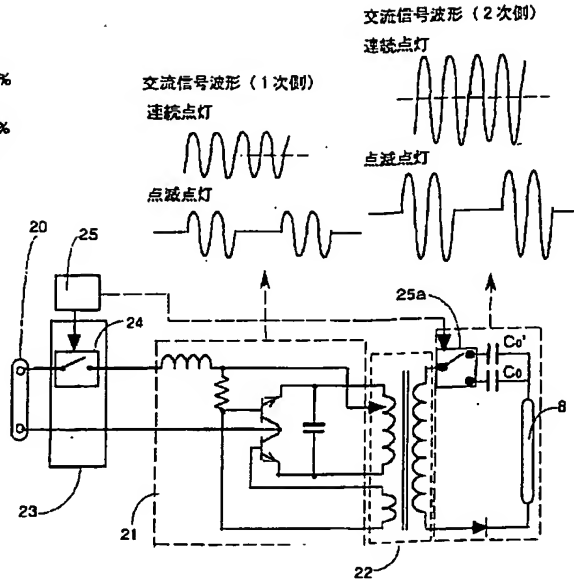 交流信号波形（2次側）
連続点灯
%
交流信号波形（1次側）
連続点灯
%
点滅点灯
点滅点灯
20
25
24
25a
Co'
Co
8
23
21
22